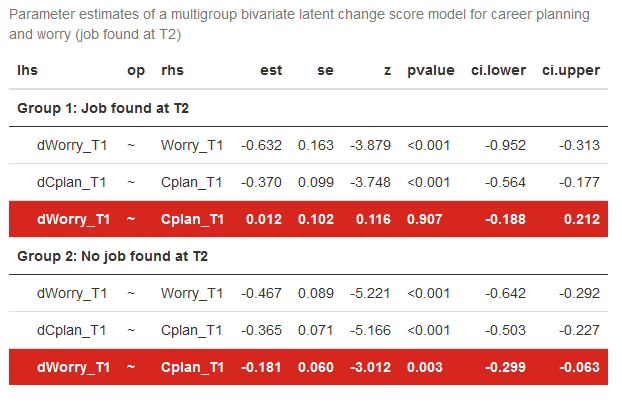 Parameter estimates of a multigroup bivariate latent change score model for career planning
and worry (job found at T2)
lhs op rhs est se z pvalue ci.lower ci.upper
Group 1: Job found at T2
dWorry_T1 ~ Worry_T1 -0.632 0.163 -3.879 <0.001 -0.952 -0.313
dCplan_T1 ~ Cplan_T1 -0.370 0.099 -3.748 <0.001 -0.564 -0.177
dWorry_T1 ~ Cplan_T1 0.012 0.102 0.116 0.907 -0.188 0.212
Group 2: No job found at T2
dWorry_T1 ~ Worry_T1 -0.467 0.089 -5.221 <0.001 -0.642 -0.292
dCplan_T1 ~ Cplan_T1 -0.365 0.071 -5.166 <0.001 -0.503 -0.227
dWorry_T1 ~ Cplan_T1 -0.181 0.060 -3.012 0.003 -0.299 -0.063